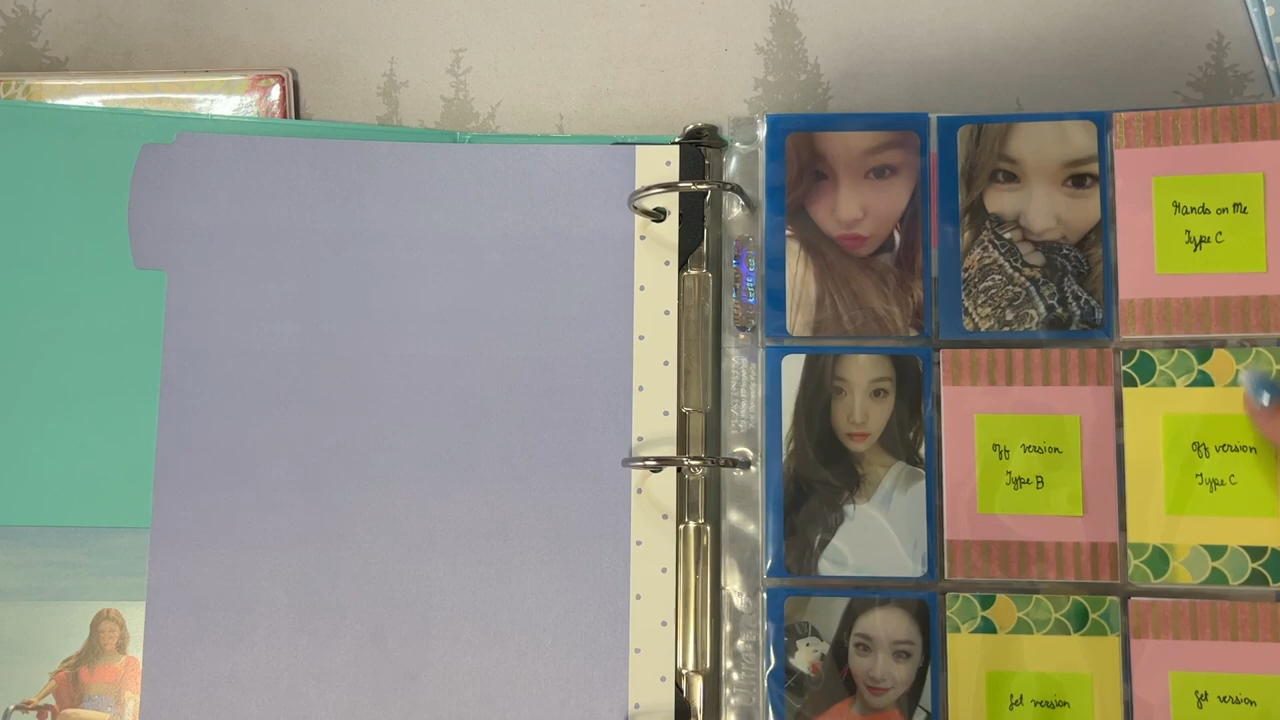 Hands on Me
Type C
off version
Type B
off version
Type C
Set version
Set version